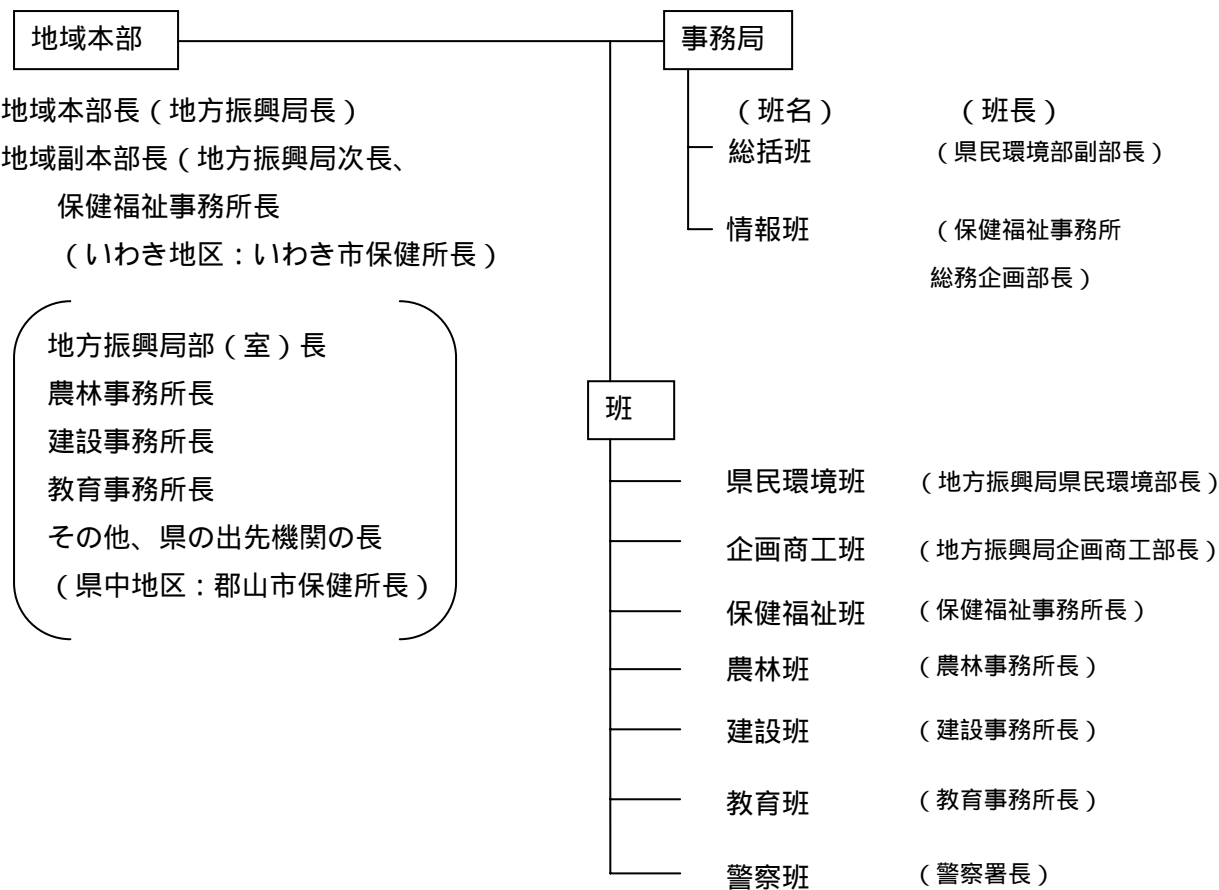 地域本部
事務局
地域本部長（地方振興局長）
地域副本部長（地方振興局次長、
保健福祉事務所長
（いわき地区：いわき市保健所長）
地方振興局部（室）長
農林事務所長
建設事務所長
教育事務所長
その他、県の出先機関の長
（県中地区：郡山市保健所長）
（班名） （班長）
総括班 （県民環境部副部長）
情報班 （保健福祉事務所
総務企画部長）
班
県民環境班 （地方振興局県民環境部長）
企画商工班 （地方振興局企画商工部長）
保健福祉班 （保健福祉事務所長）
農林班 （農林事務所長）
建設班 （建設事務所長）
教育班 （教育事務所長）
警察班 （警察署長）